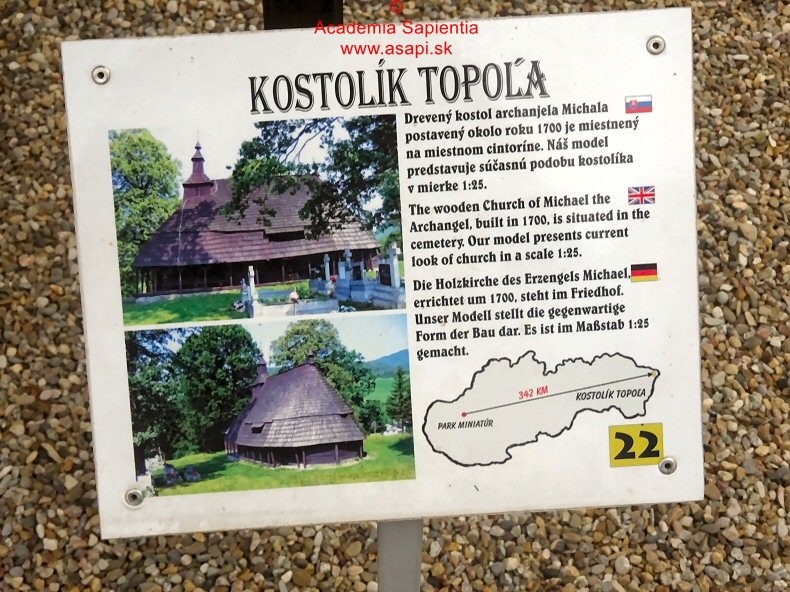 Academia Sapientia
www.asapi.sk
KOSTOLÍK TOPOĽA
Drevený kostol archanjela Michala
postavený okolo roku 1700 je miestnený
na miestnom cintoríne. Náš model
predstavuje súčasnú podobu kostolíka
v mierke 1:25.
The wooden Church of Michael the
Archangel, built in 1700, is situated in the
cemetery. Our model presents current
look of church in a scale 1:25.
Die Holzkirche des Erzengels Michael,
errichtet um 1700, steht im Friedhof.
Unser Modell stellt die gegenwartige
Form der Bau dar. Es ist im Maßstab 1:25
gemacht.
342 KM
KOSTOLÍK TOPOĽA
PARK MINIATÚR
22